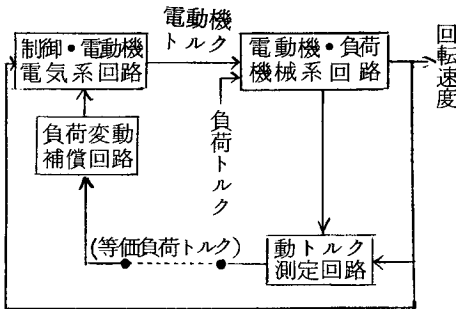 制御・電動機
電気系回路
電動機
トルク
電動機・負荷
機械系回路
回転速度
負荷変動
補償回路
負荷トルク
(等価負荷トルク)
動トルク
測定回路